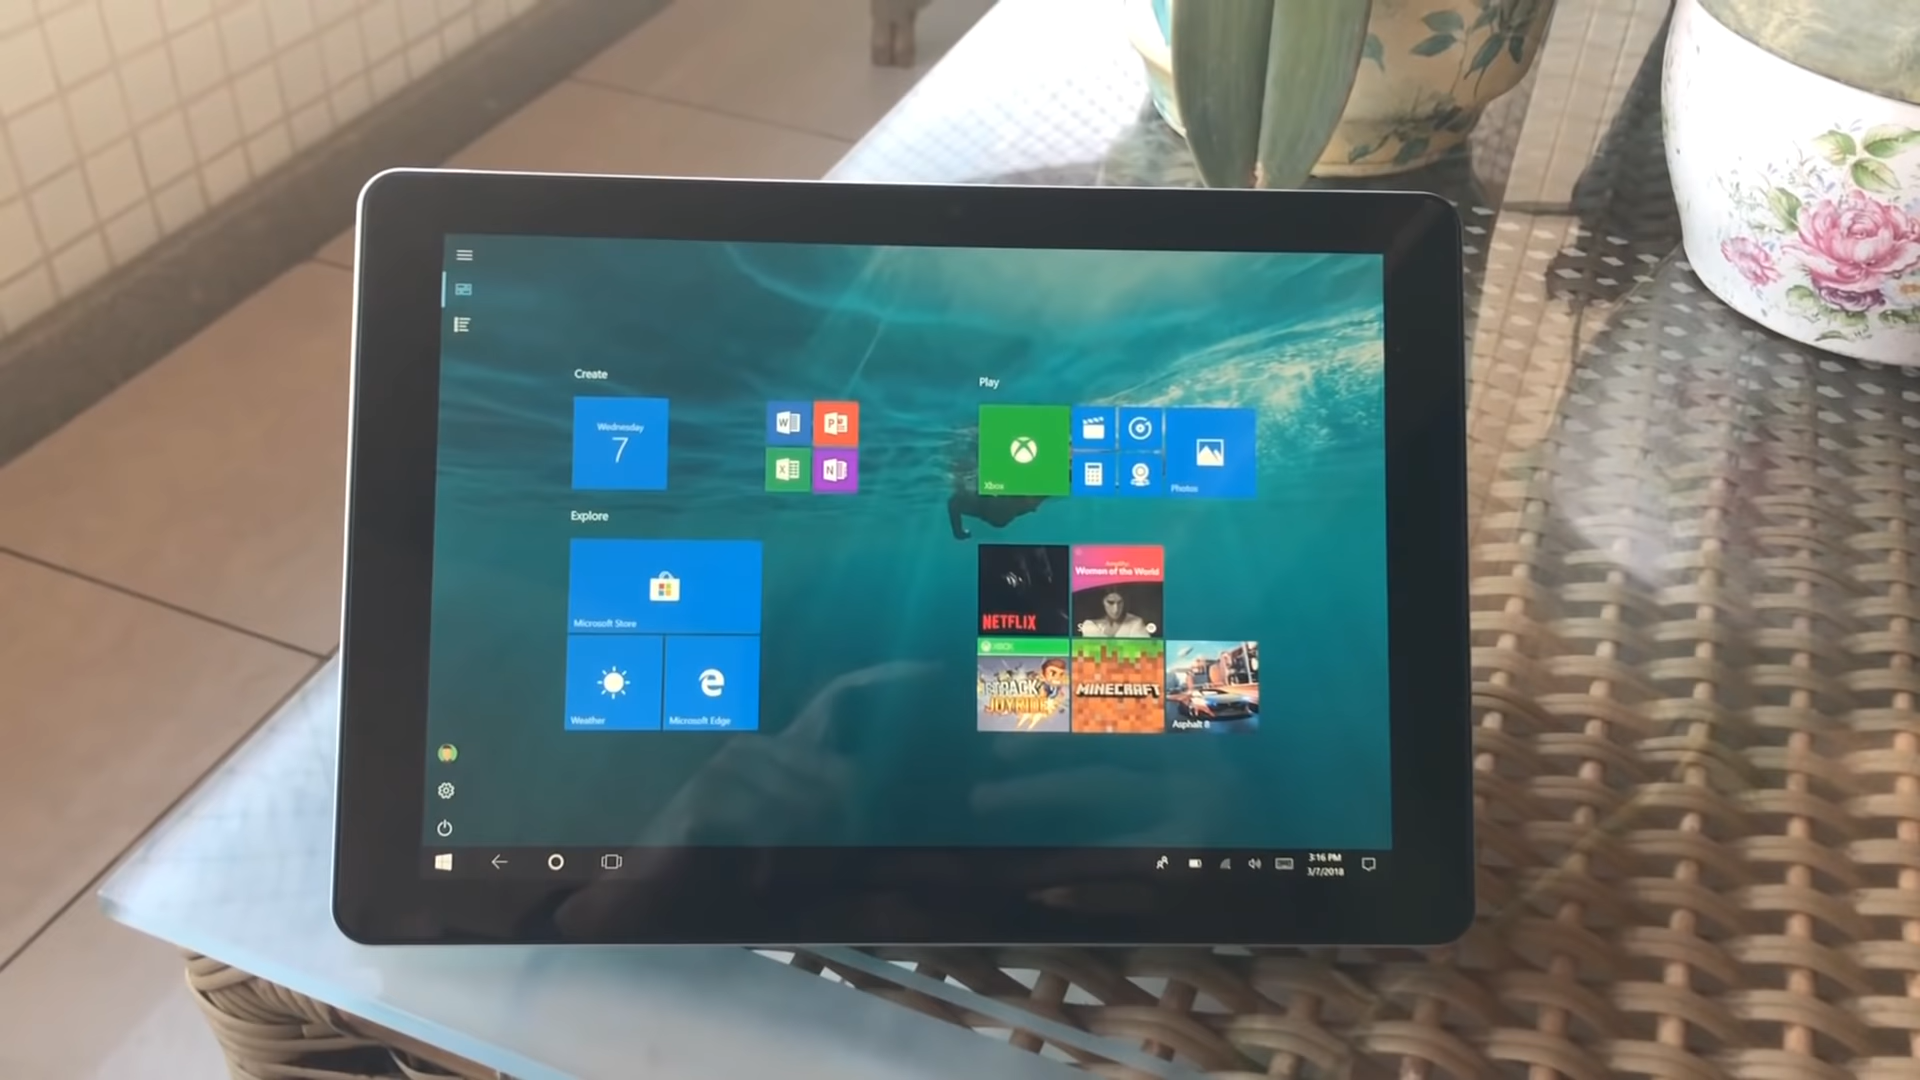 Create
Wednesday
7
Play
Xbox
Photos
Explore
Microsoft Store
Weather
Microsoft Edge
NETFLIX
Women of the World
XBOX
JOYRIDE
MINECRAFT
Asphalt 8
3:16 PM
3/7/2018